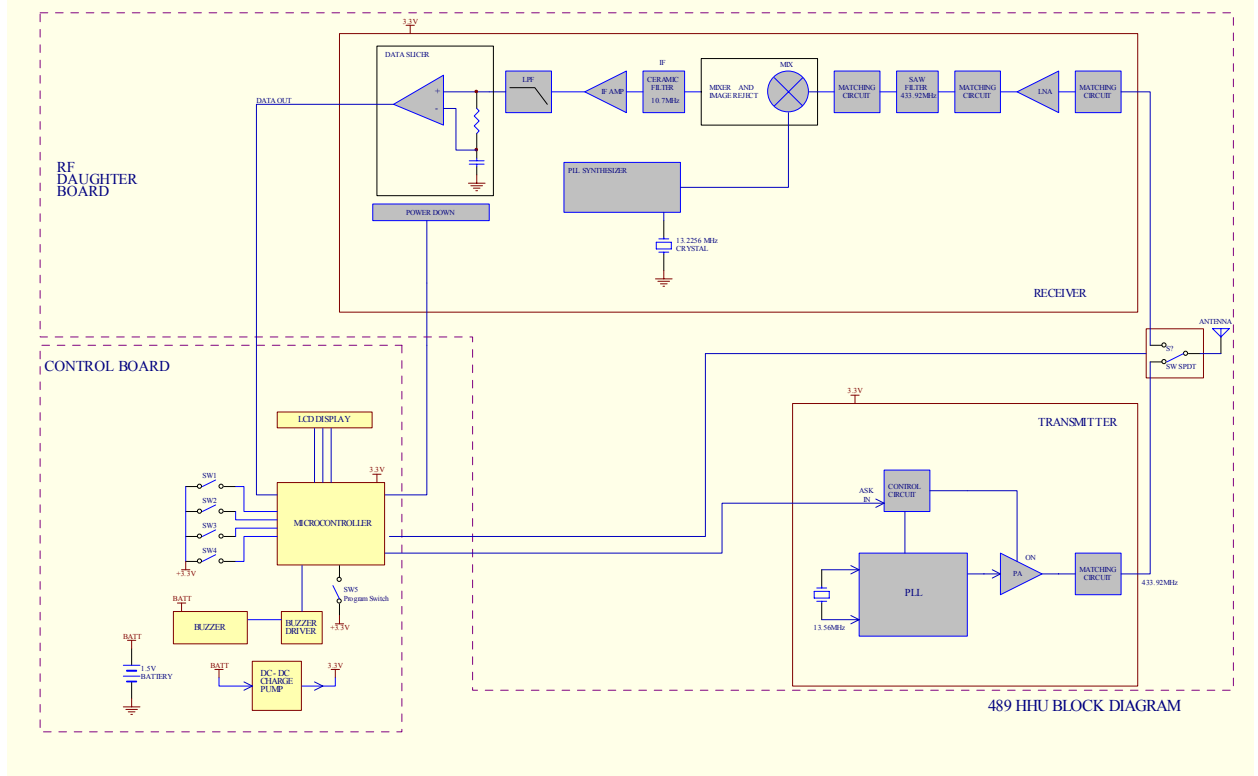 3.3V
DATA SLICER
+
-
LPF
IF AMP
IF
CERAMIC
FILTER
10.7MHz
MIXER AND
IMAGE REJECT
MIX
MATCHING
CIRCUIT
SAW
FILTER
433.92MHz
MATCHING
CIRCUIT
LNA
MATCHING
CIRCUIT
DATA OUT
RF
DAUGHTER
BOARD
PLL SYNTHESIZER
POWER DOWN
13.2256 MHz
CRYSTAL
RECEIVER
ANTENNA
S?
SW SPDT
CONTROL BOARD
LCD DISPLAY
3.3V
SW1
SW2
SW3
SW4
+3.3V
MICROCONTROLLER
SW5
Program Switch
+3.3V
BATT
BUZZER
BUZZER
DRIVER
BATT
1.5V
BATTERY
BATT
DC - DC
CHARGE
PUMP
3.3V
3.3V
TRANSMITTER
ASK
IN
CONTROL
CIRCUIT
PLL
13.56MHz
ON
PA
MATCHING
CIRCUIT
433.92MHz
489 HHU BLOCK DIAGRAM